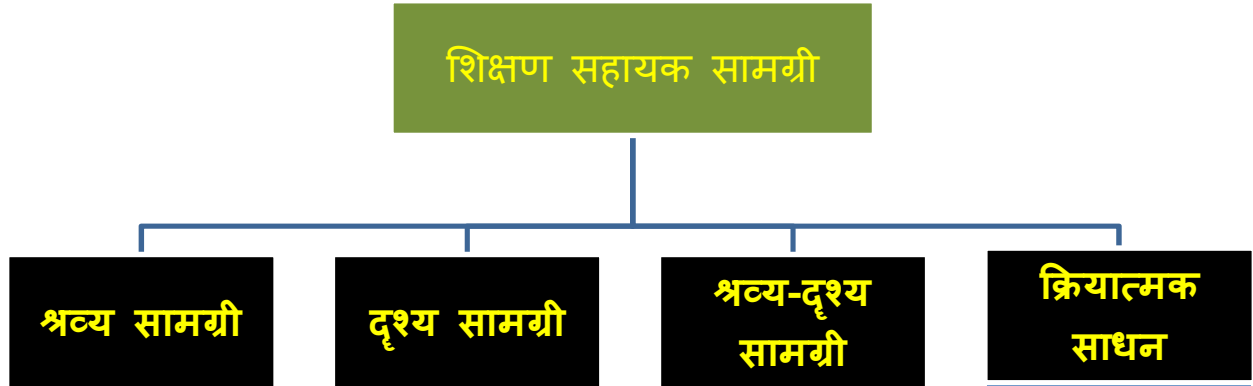 शिक्षण सहायक सामग्री
श्रव्य सामग्री
दृश्य सामग्री
श्रव्य-दृश्य
सामग्री
क्रियात्मक
साधन